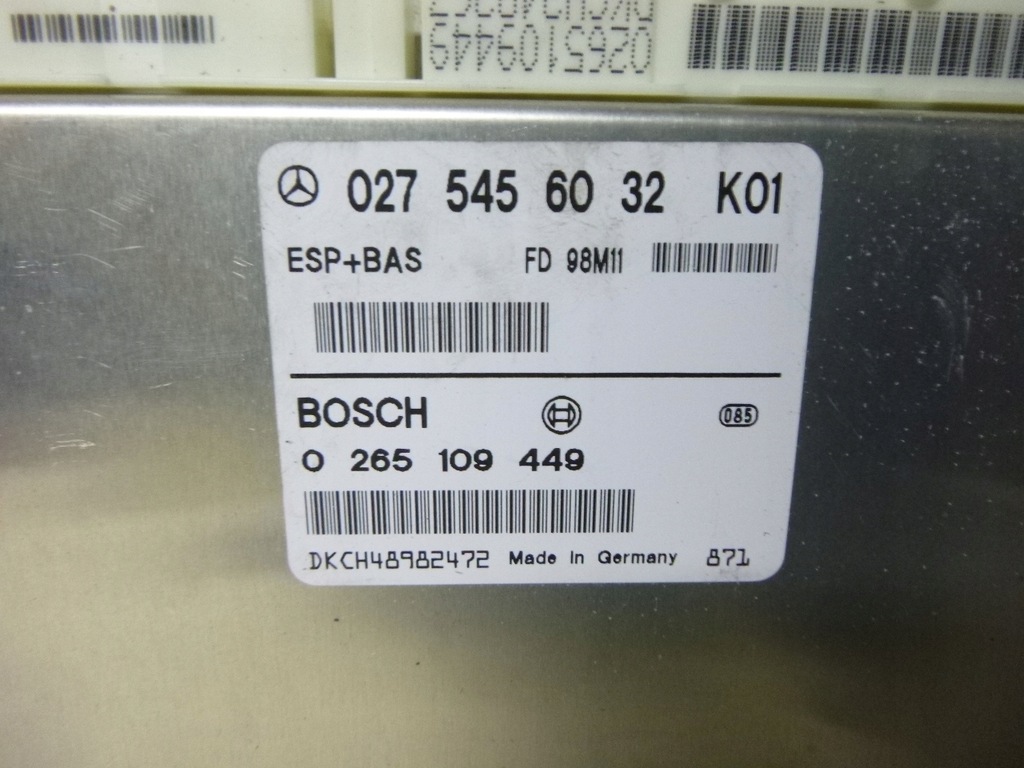 0265109449
027 545 60 32 K01
ESP+BAS FD 98M11
BOSCH 085
0 265 109 449
DKCH48982472 Made In Germany 871